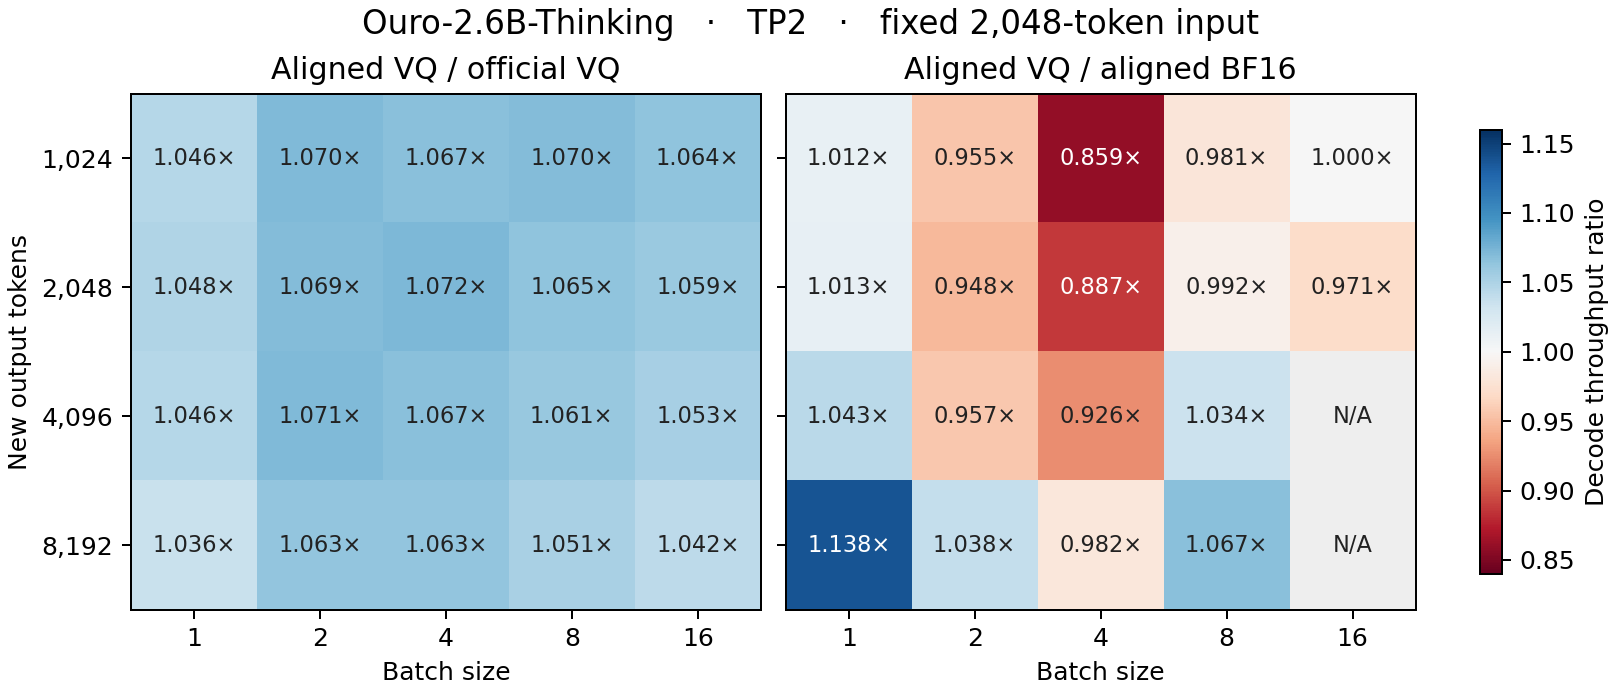 Ouro-2.6B-Thinking · TP2 · fixed 2,048-token input
Aligned VQ / official VQ
New output tokens
1,024 1.046× 1.070× 1.067× 1.070× 1.064×
2,048 1.048× 1.069× 1.072× 1.065× 1.059×
4,096 1.046× 1.071× 1.067× 1.061× 1.053×
8,192 1.036× 1.063× 1.063× 1.051× 1.042×
1 2 4 8 16
Batch size
Aligned VQ / aligned BF16
1.012× 0.955× 0.859× 0.981× 1.000×
1.013× 0.948× 0.887× 0.992× 0.971×
1.043× 0.957× 0.926× 1.034× N/A
1.138× 1.038× 0.982× 1.067× N/A
1 2 4 8 16
Batch size
1.15
1.10
1.05
1.00
0.95
0.90
0.85
Decode throughput ratio